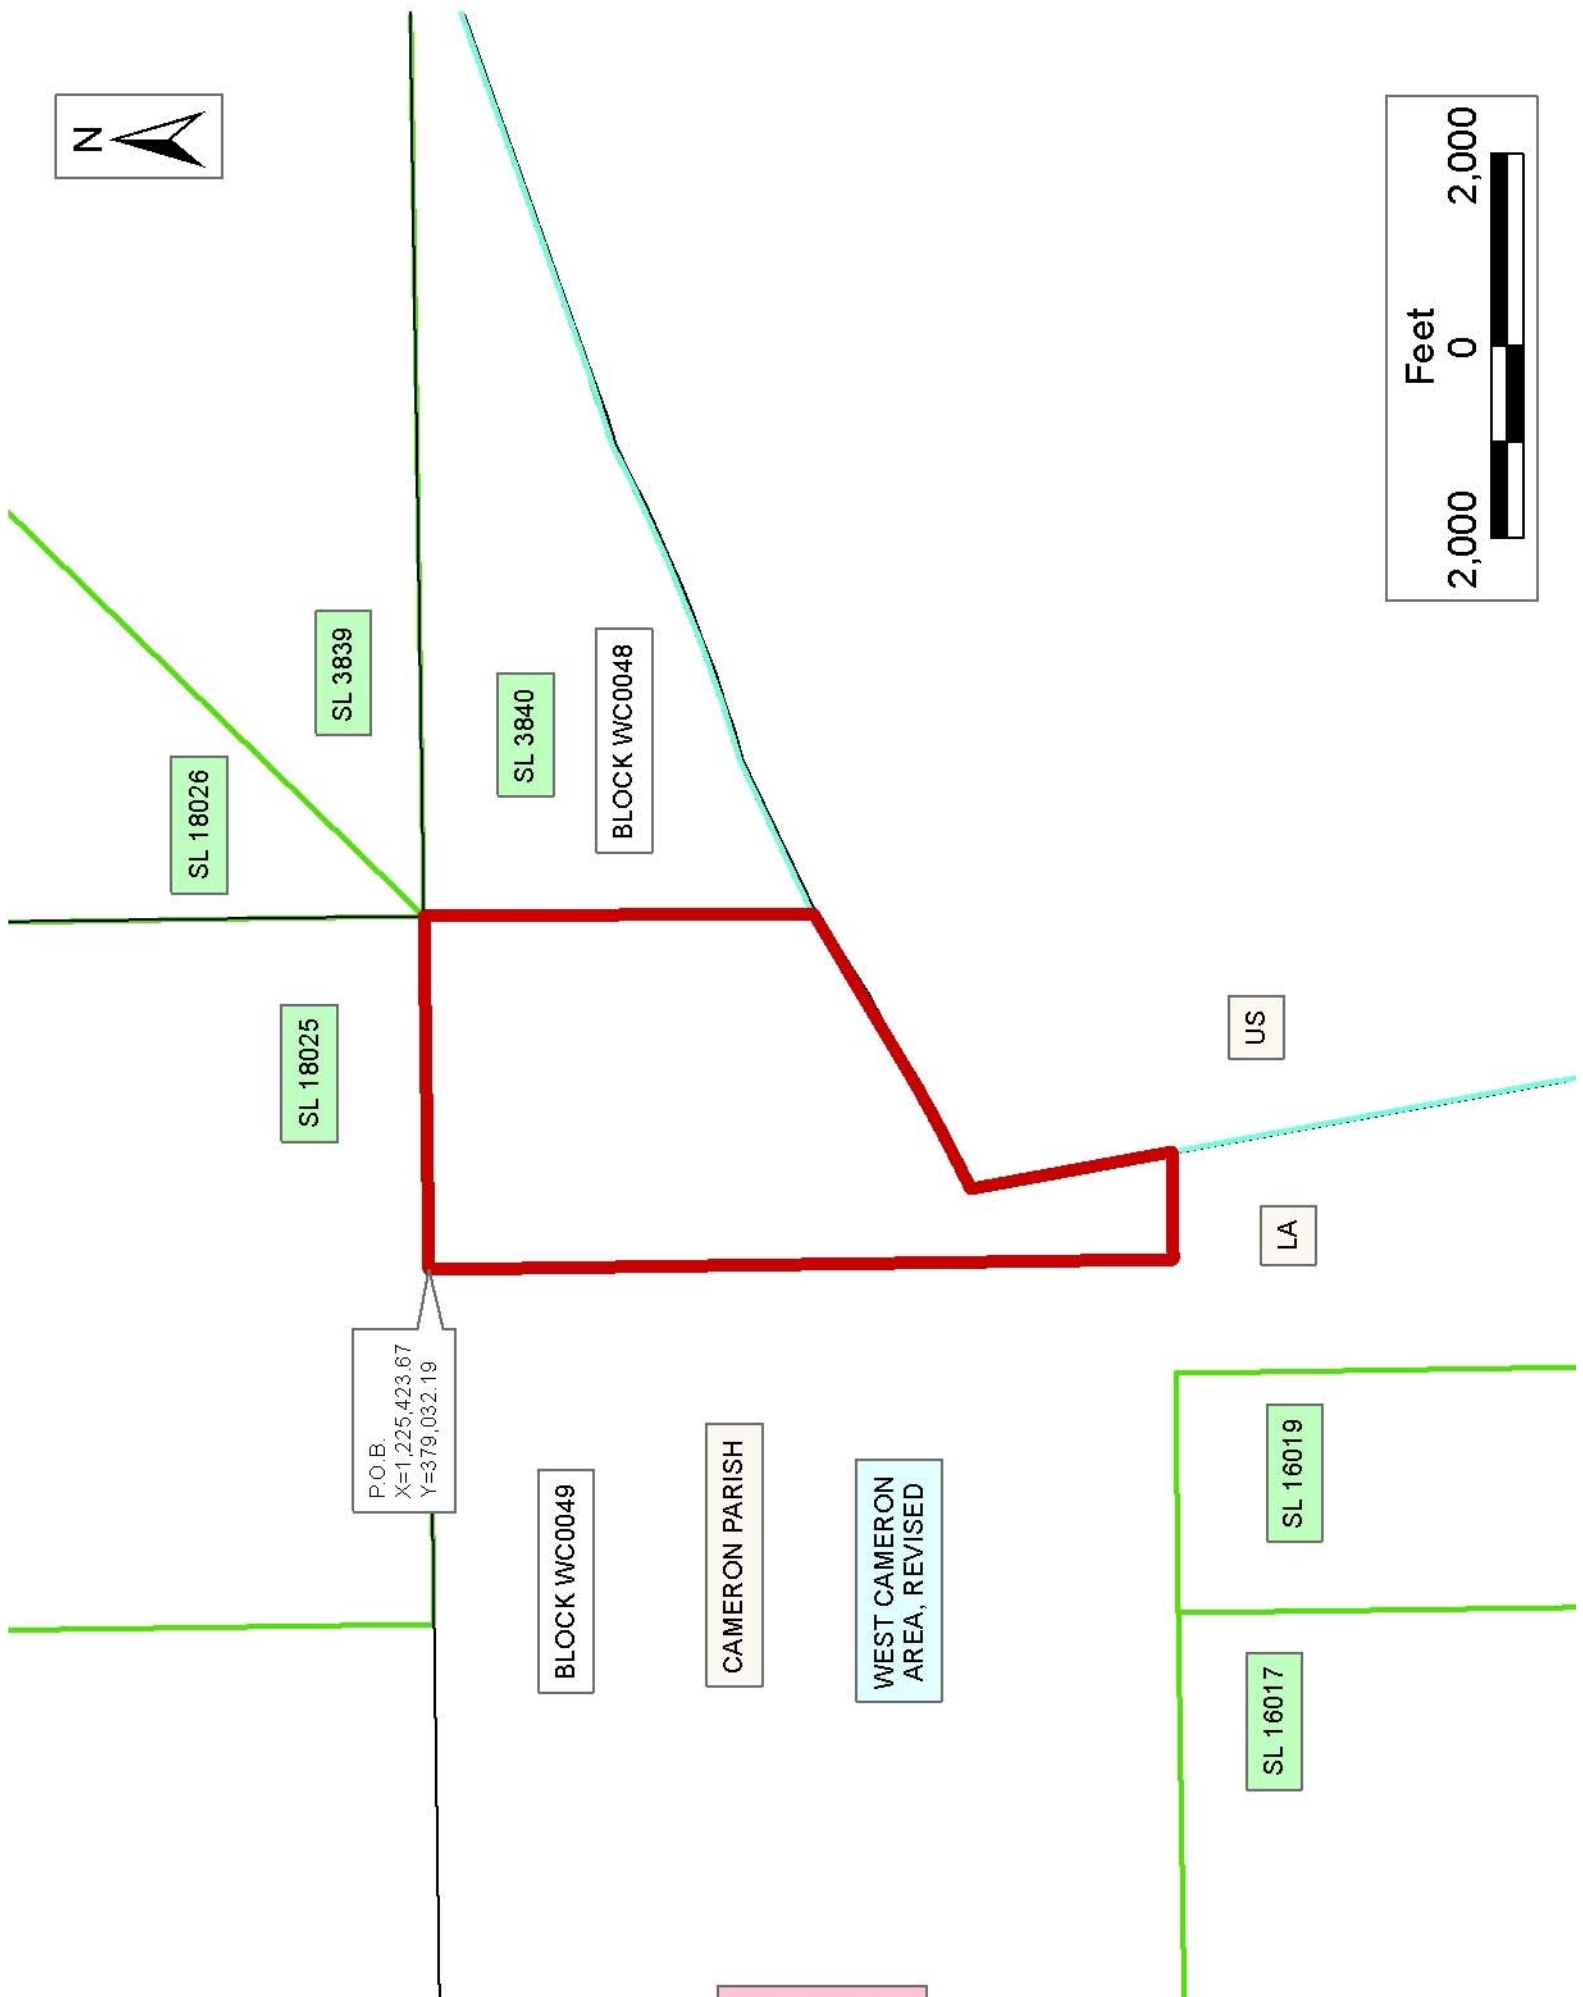 N
SL 18026
SL 3839
SL 18025
SL 3840
BLOCK WC0048
P.O.B.
X=1,225,423.67
Y=379,032.19
BLOCK WC0049
CAMERON PARISH
WEST CAMERON
AREA, REVISED
US
LA
SL 16019
SL 16017
Feet
2,000 0 2,000